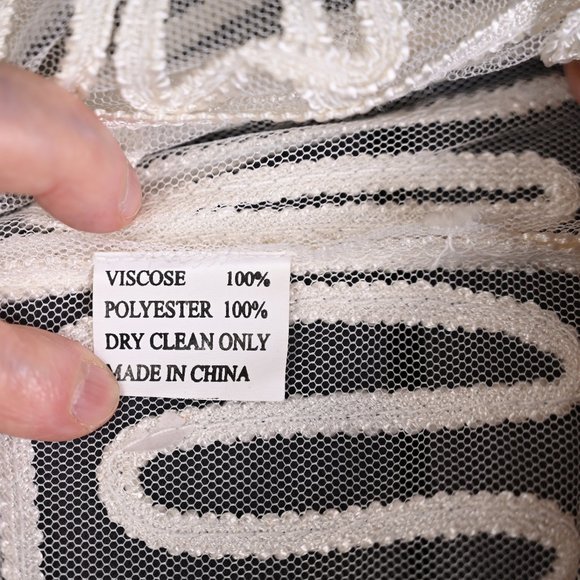 VISCOSE 100%
POLYESTER 100%
DRY CLEAN ONLY
MADE IN CHINA